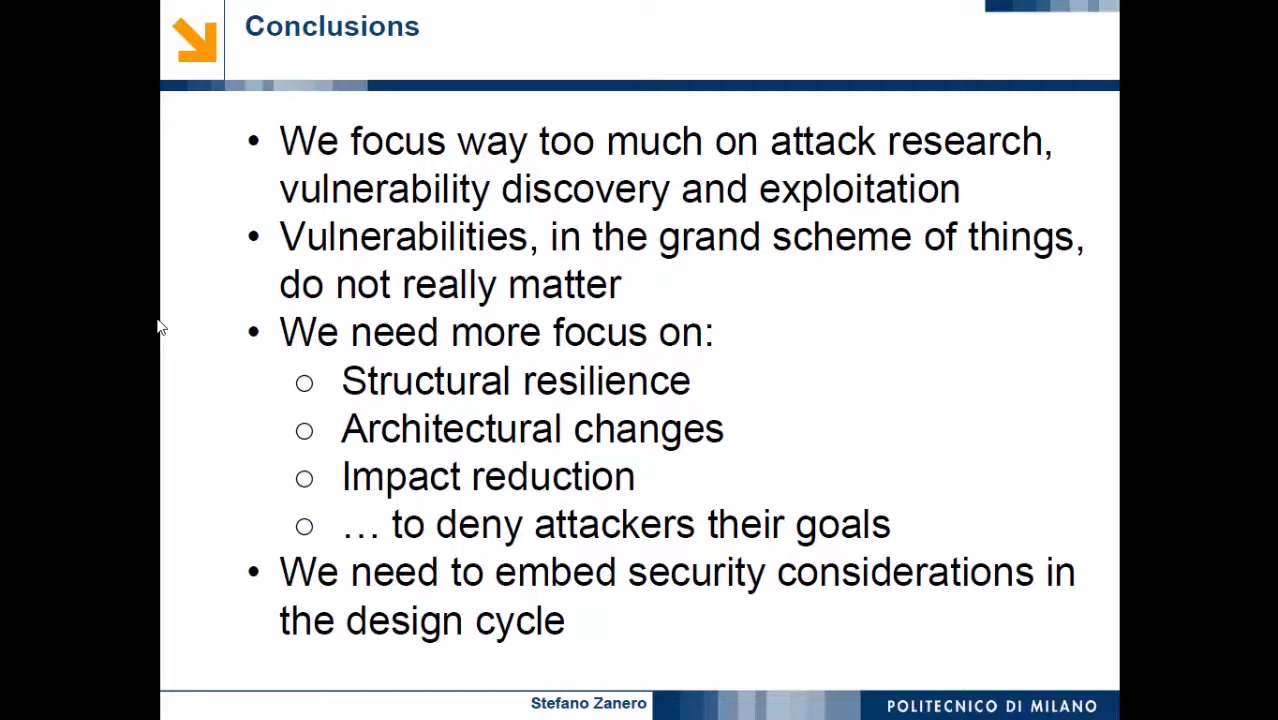 Conclusions
• We focus way too much on attack research,
vulnerability discovery and exploitation
• Vulnerabilities, in the grand scheme of things,
do not really matter
• We need more focus on:
○ Structural resilience
○ Architectural changes
○ Impact reduction
○ … to deny attackers their goals
• We need to embed security considerations in
the design cycle
Stefano Zanero
POLITECNICO DI MILANO